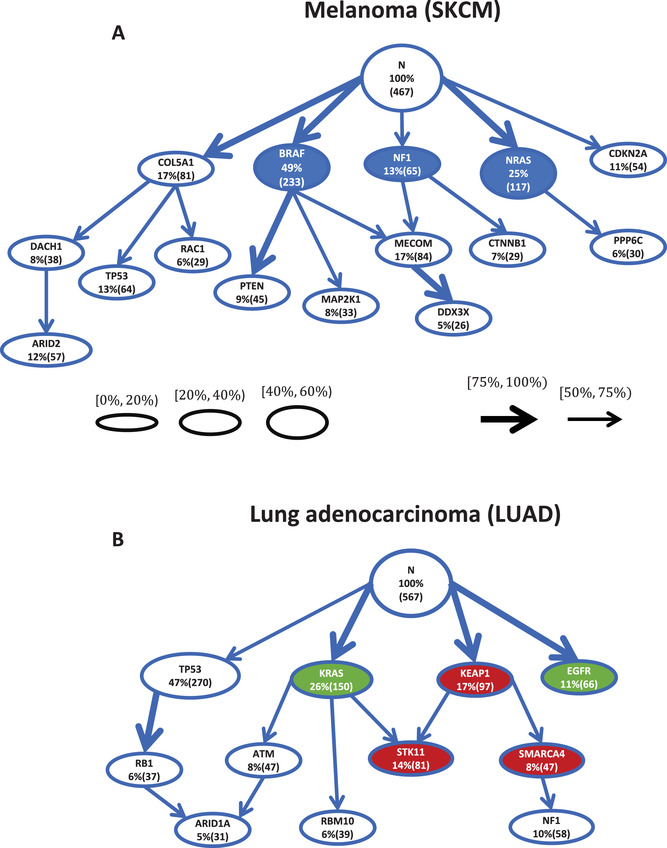 Melanoma (SKCM)
A
N
100%
(467)
COL5A1
17%(81)
BRAF
49%
(233)
NF1
13%(65)
NRAS
25%
(117)
CDKN2A
11%(54)
DACH1
8%(38)
TP53
13%(64)
RAC1
6%(29)
PTEN
9%(45)
MAP2K1
8%(33)
MECOM
17%(84)
CTNNB1
7%(29)
PPP6C
6%(30)
DDX3X
5%(26)
ARID2
12%(57)
[0%, 20%)
[20%, 40%)
[40%, 60%)
[75%, 100%)
[50%, 75%)
Lung adenocarcinoma (LUAD)
B
N
100%
(567)
TP53
47%(270)
KRAS
26%(150)
KEAP1
17%(97)
EGFR
11%(66)
RB1
6%(37)
ATM
8%(47)
STK11
14%(81)
SMARCA4
8%(47)
ARID1A
5%(31)
RBM10
6%(39)
NF1
10%(58)